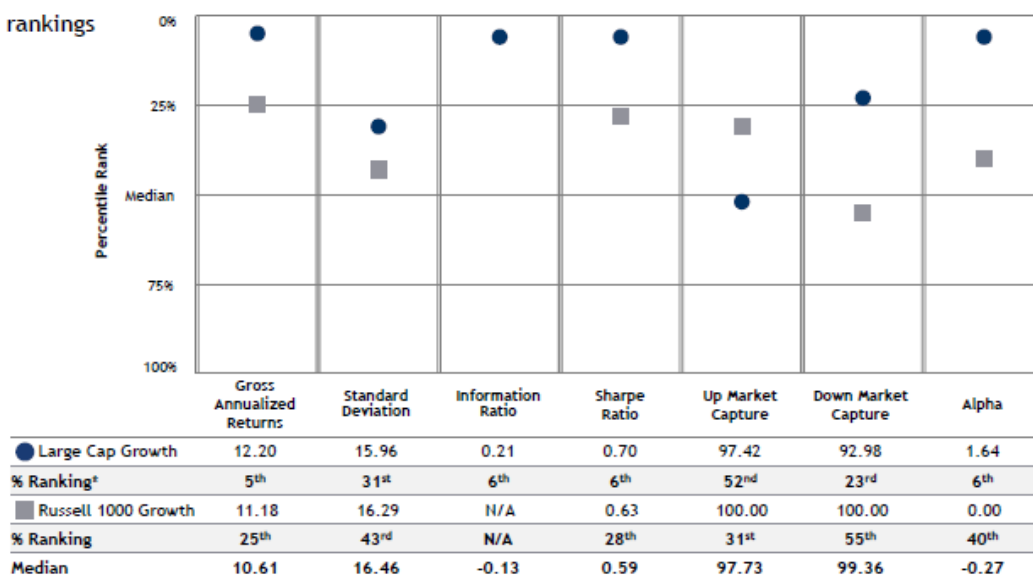 rankings
0%
25%
Median
75%
100%
Percentile Rank
Gross Annualized Returns
Standard Deviation
Information Ratio
Sharpe Ratio
Up Market Capture
Down Market Capture
Alpha
Large Cap Growth 12.20 15.96 0.21 0.70 97.42 92.98 1.64
% Ranking* 5th 31st 6th 6th 52nd 23rd 6th
Russell 1000 Growth 11.18 16.29 N/A 0.63 100.00 100.00 0.00
% Ranking 25th 43rd N/A 28th 31st 55th 40th
Median 10.61 16.46 -0.13 0.59 97.73 99.36 -0.27